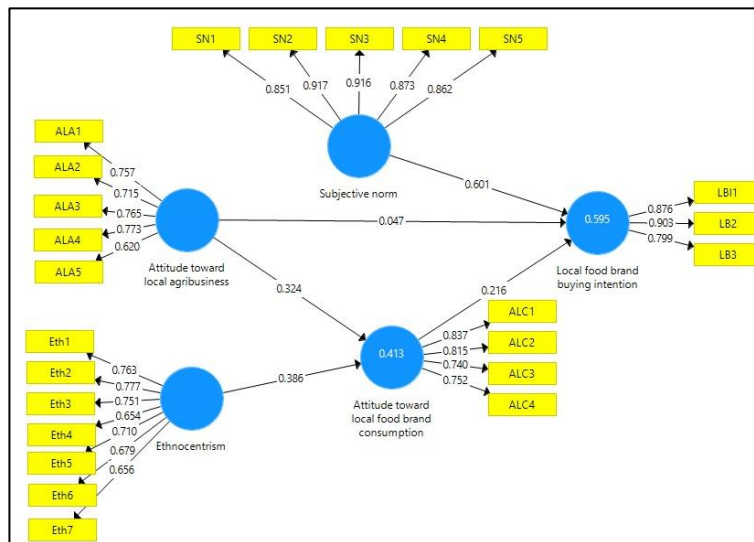 SN1
SN2
SN3
SN4
SN5
0.851
0.917
0.916
0.873
0.862
Subjective norm
ALA1
ALA2
ALA3
ALA4
ALA5
0.757
0.715
0.765
0.773
0.620
Attitude toward
local agribusiness
0.601
0.047
0.324
0.216
0.595
Local food brand
buying intention
0.876
0.903
0.799
LBI1
LB2
LB3
Eth1
Eth2
Eth3
Eth4
Eth5
Eth6
Eth7
0.763
0.777
0.751
0.654
0.710
0.679
0.656
Ethnocentrism
0.386
0.413
Attitude toward
local food brand
consumption
0.837
0.815
0.740
0.752
ALC1
ALC2
ALC3
ALC4